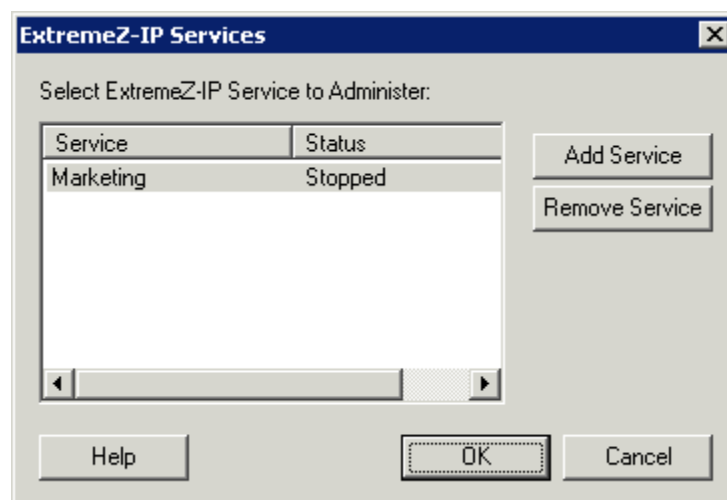 ExtremeZ-IP Services
Select ExtremeZ-IP Service to Administer:
Service Status
Marketing Stopped
Add Service
Remove Service
Help OK Cancel